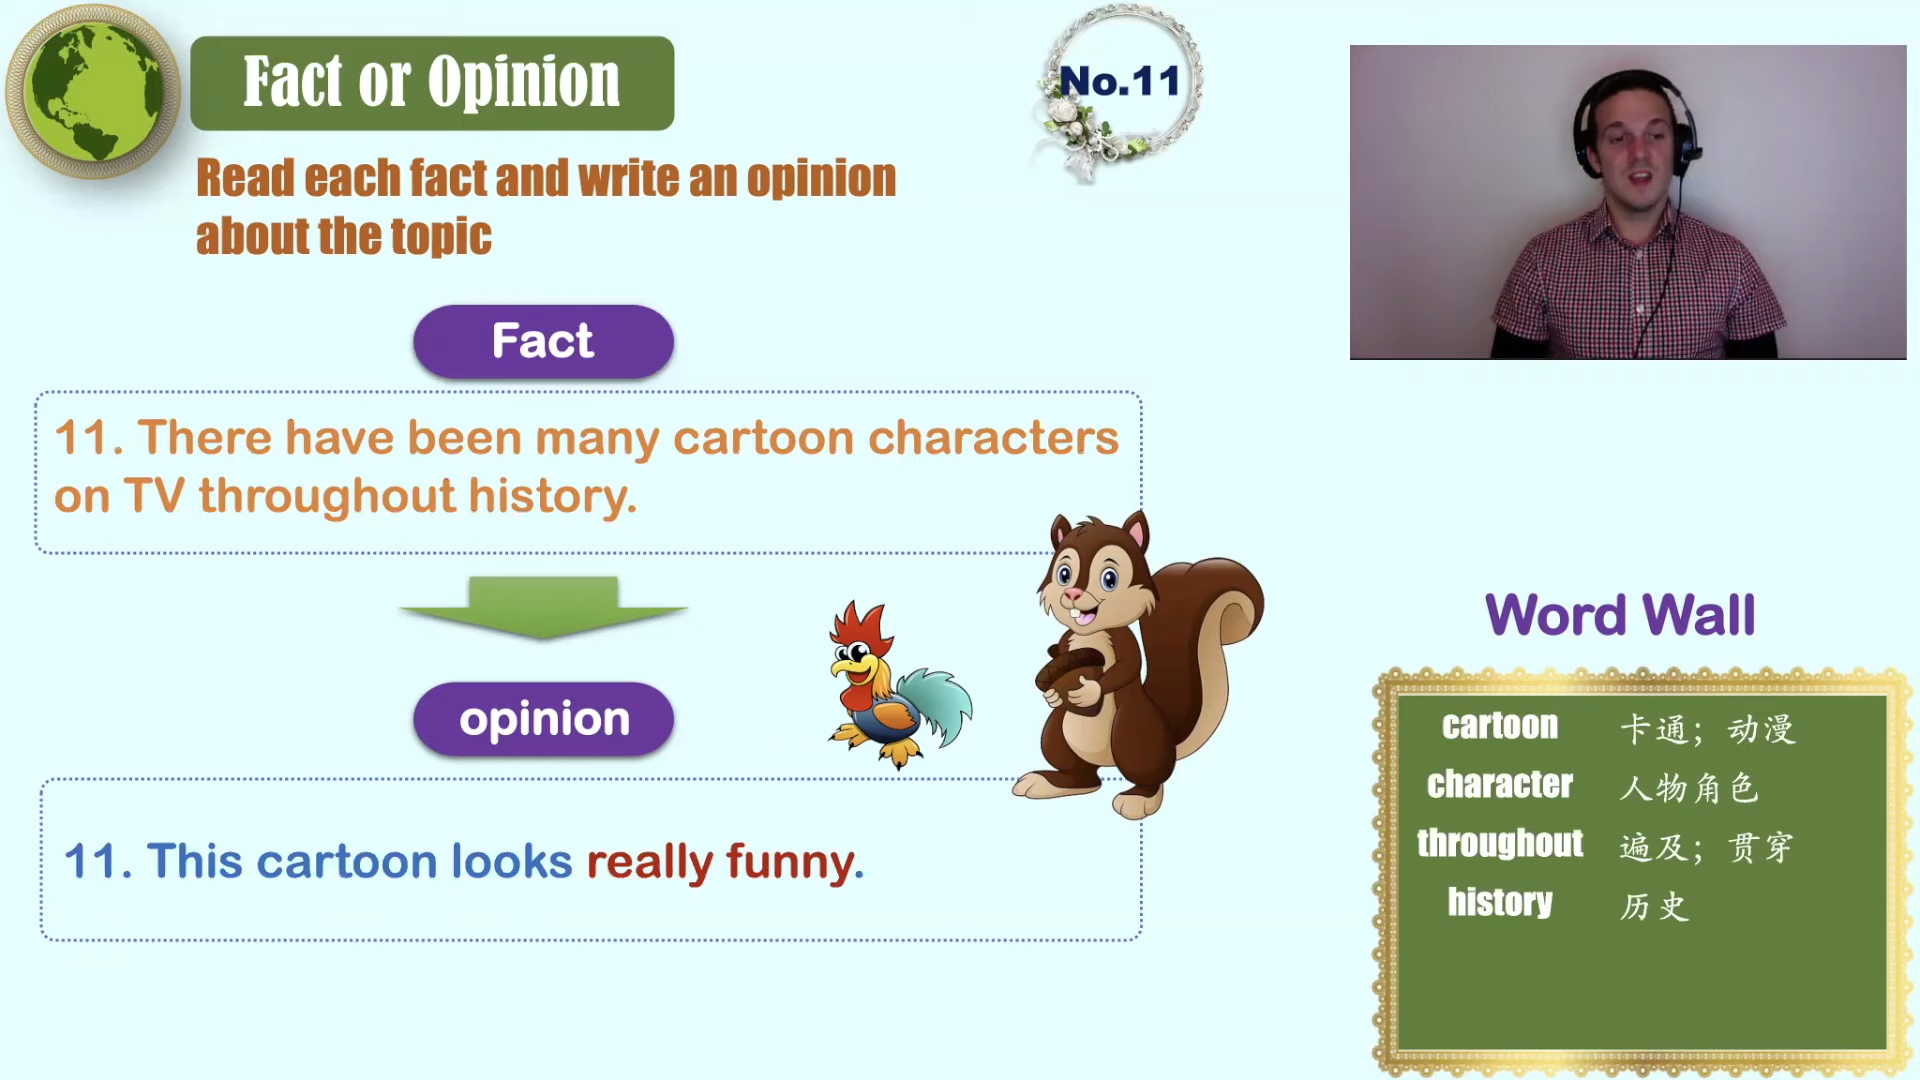 Fact or Opinion
No.11
Read each fact and write an opinion
about the topic
Fact
11. There have been many cartoon characters
on TV throughout history.
opinion
11. This cartoon looks really funny.
Word Wall
cartoon 卡通；动漫
character 人物角色
throughout 遍及；贯穿
history 历史